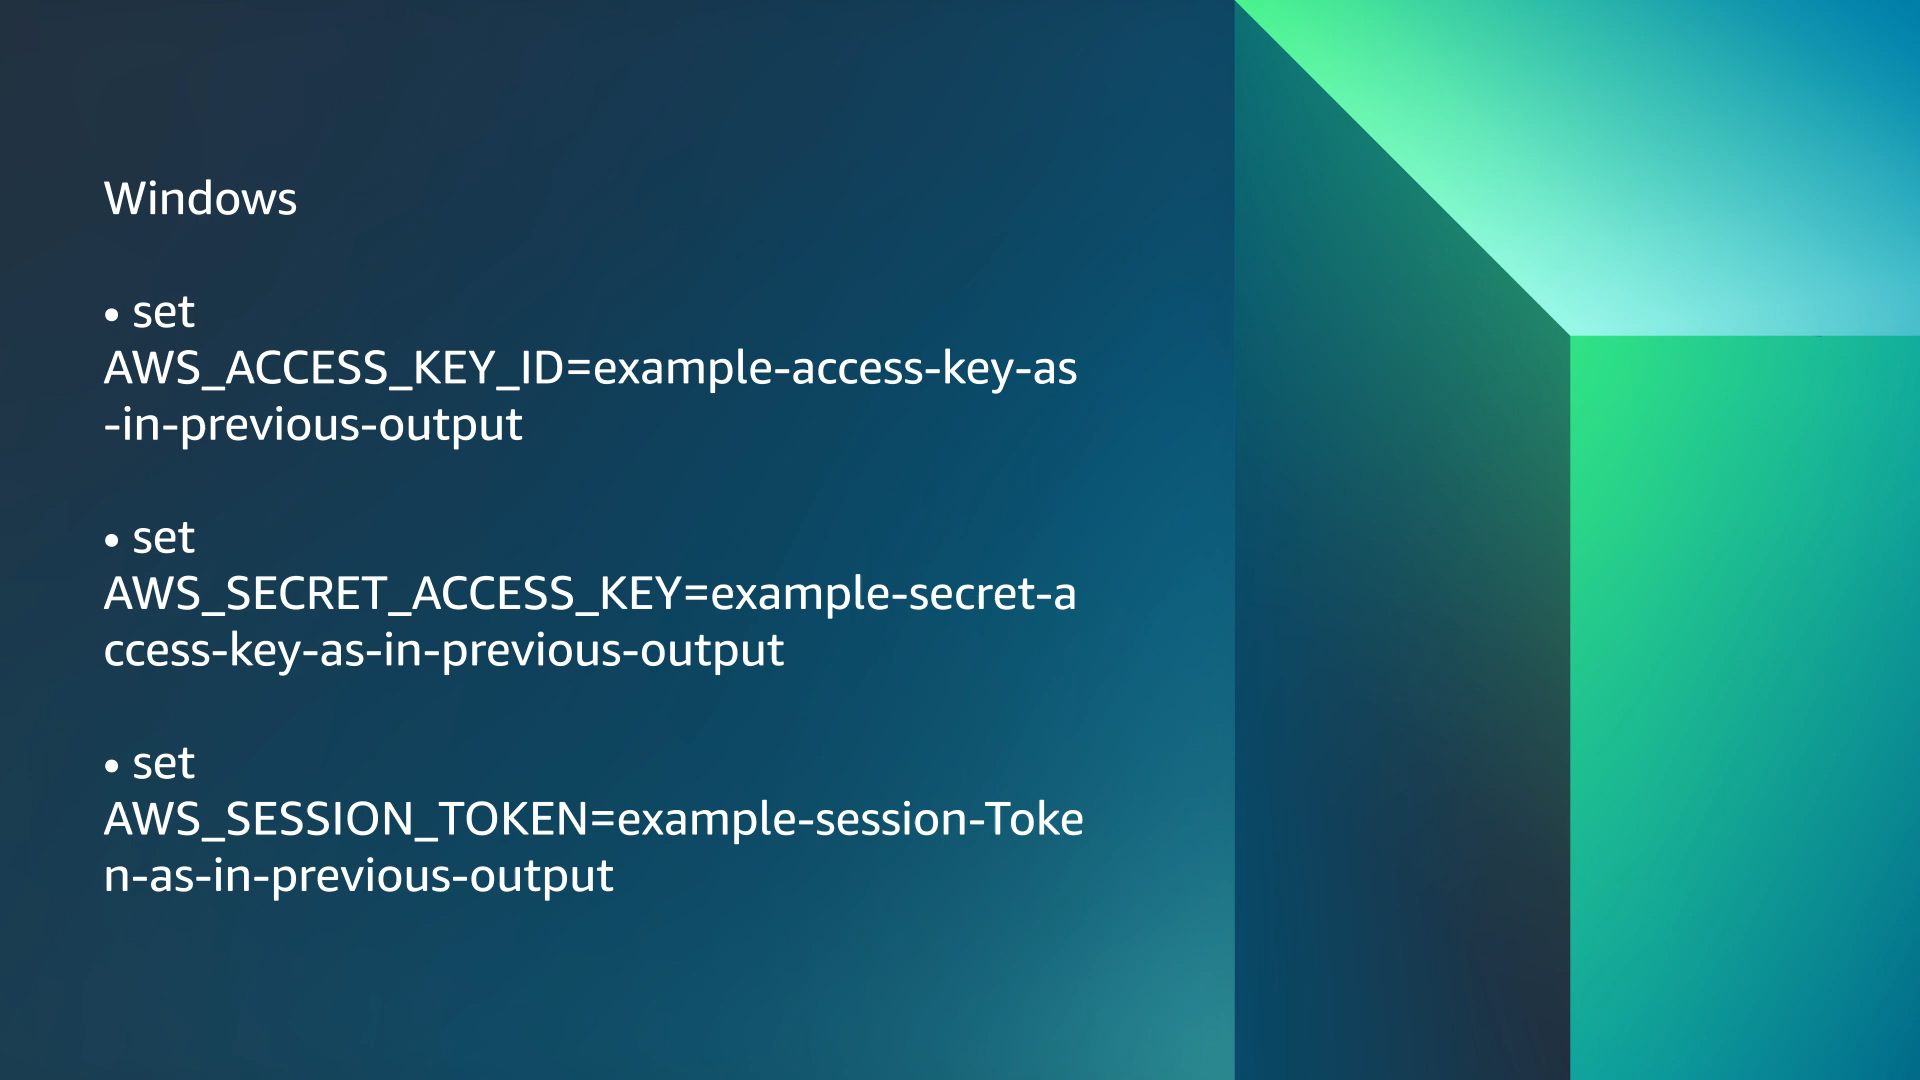 Windows
• set
AWS_ACCESS_KEY_ID=example-access-key-as
-in-previous-output
• set
AWS_SECRET_ACCESS_KEY=example-secret-a
ccess-key-as-in-previous-output
• set
AWS_SESSION_TOKEN=example-session-Toke
n-as-in-previous-output